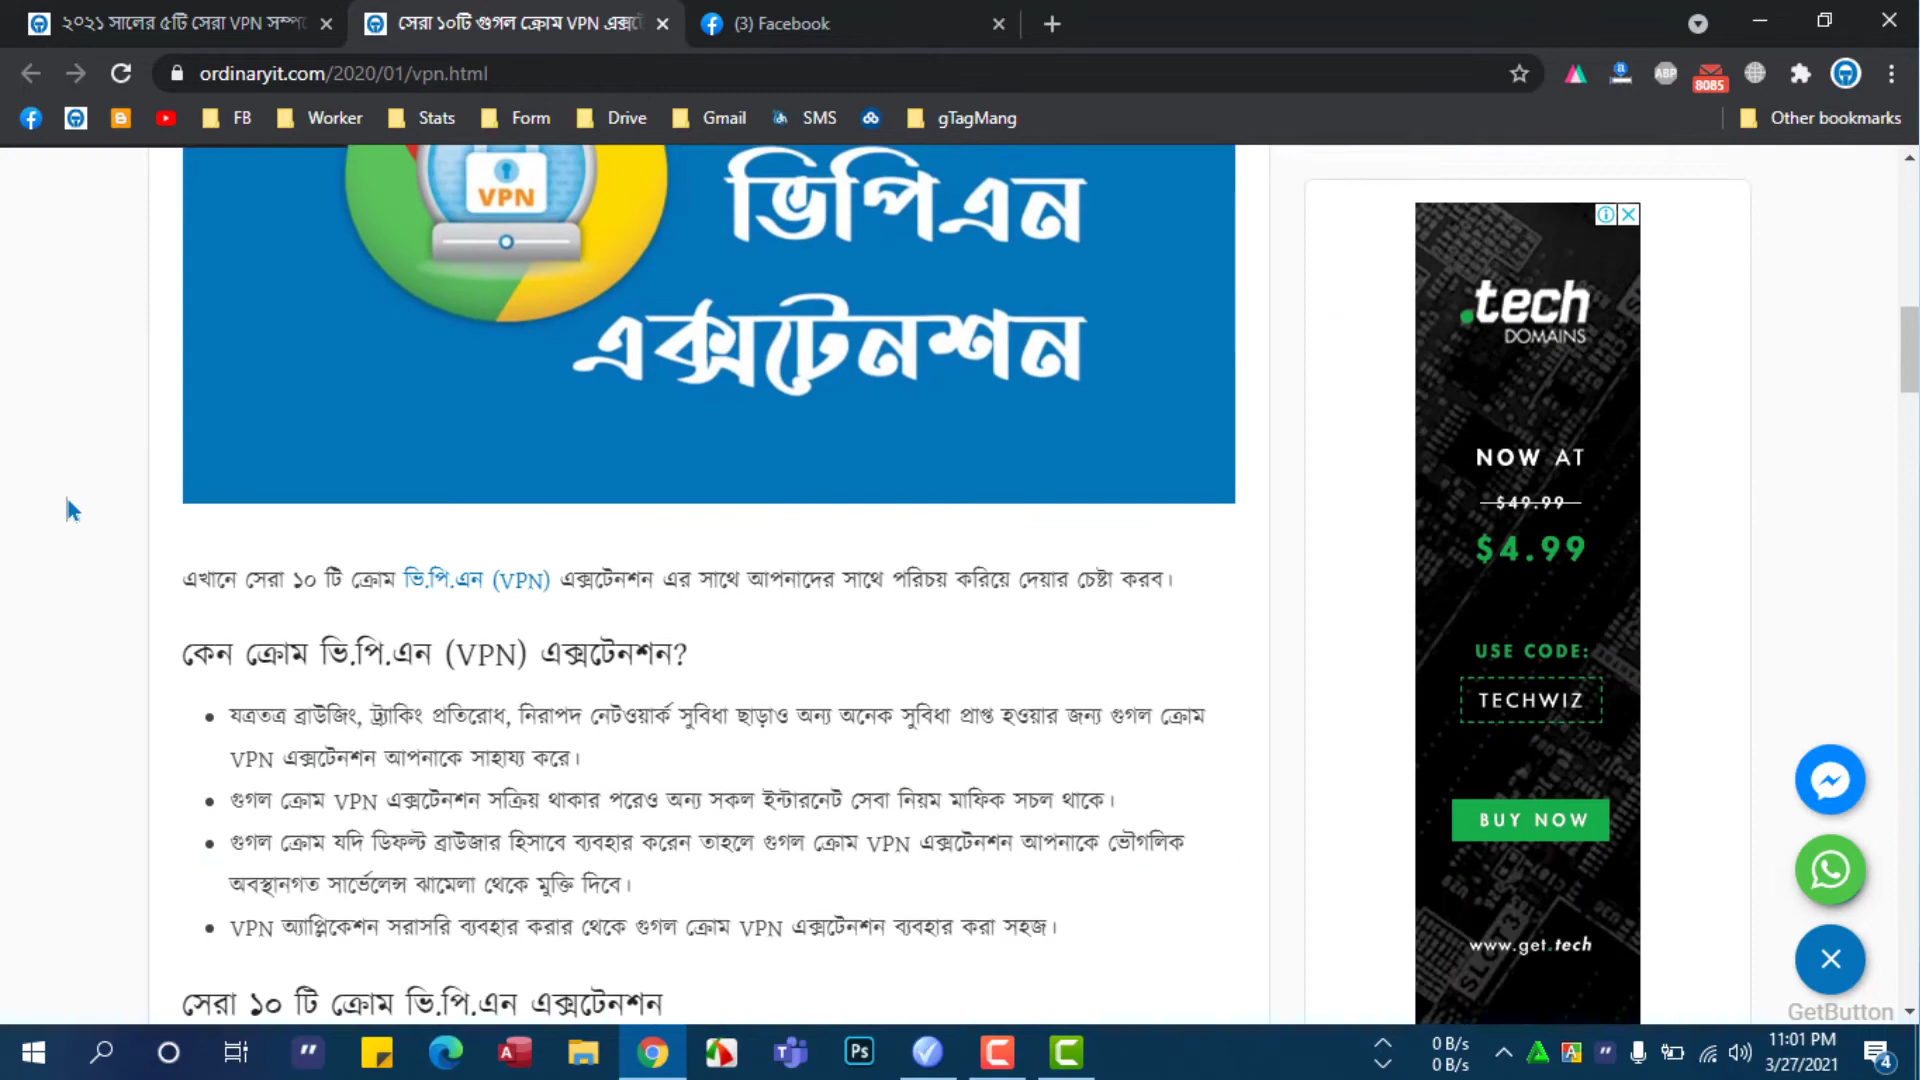 ২০২১ সালের ৫টি সেরা VPN সম্প
সেরা ১০টি গুগল ক্রোম VPN এক্সটে
(3) Facebook
ordinaryit.com/2020/01/vpn.html
ABP
8085
FB
Worker
Stats
Form
Drive
Gmail
SMS
gTagMang
Other bookmarks
VPN
ভিপিএন
এক্সটেনশন
এখানে সেরা ১০ টি ক্রোম ভি.পি.এন (VPN) এক্সটেনশন এর সাথে আপনাদের সাথে পরিচয় করিয়ে দেয়ার চেষ্টা করব।
কেন ক্রোম ভি.পি.এন (VPN) এক্সটেনশন?
যত্রতত্র ব্রাউজিং, ট্র্যাকিং প্রতিরোধ, নিরাপদ নেটওয়ার্ক সুবিধা ছাড়াও অন্য অনেক সুবিধা প্রাপ্ত হওয়ার জন্য গুগল ক্রোম
VPN এক্সটেনশন আপনাকে সাহায্য করে।
গুগল ক্রোম VPN এক্সটেনশন সক্রিয় থাকার পরেও অন্য সকল ইন্টারনেট সেবা নিয়ম মাফিক সচল থাকে।
গুগল ক্রোম যদি ডিফল্ট ব্রাউজার হিসাবে ব্যবহার করেন তাহলে গুগল ক্রোম VPN এক্সটেনশন আপনাকে ভৌগলিক
অবস্থানগত সার্ভেলেন্স ঝামেলা থেকে মুক্তি দিবে।
VPN অ্যাপ্লিকেশন সরাসরি ব্যবহার করার থেকে গুগল ক্রোম VPN এক্সটেনশন ব্যবহার করা সহজ।
সেরা ১০ টি ক্রোম ভি.পি.এন এক্সটেনশন
.tech
DOMAINS
NOW AT
$49.99
$4.99
USE CODE:
TECHWIZ
BUY NOW
www.get.tech
GetButton
Ps
0 B/s
0 B/s
11:01 PM
3/27/2021
4